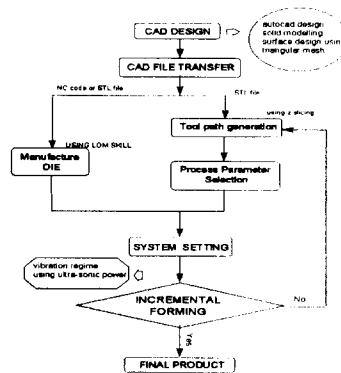 CAD DESIGN
autocad design
solid modelling
surface design using
triangular mesh
CAD FILE TRANSFER
NC code or STL file
STL file
using z slicing
Tool path generation
USING LOM SMILL
Manufacture
DIE
Process Parameter
Selection
SYSTEM SETTING
vibration regime
using ultra-sonic power
INCREMENTAL
FORMING
No
Yes
FINAL PRODUCT